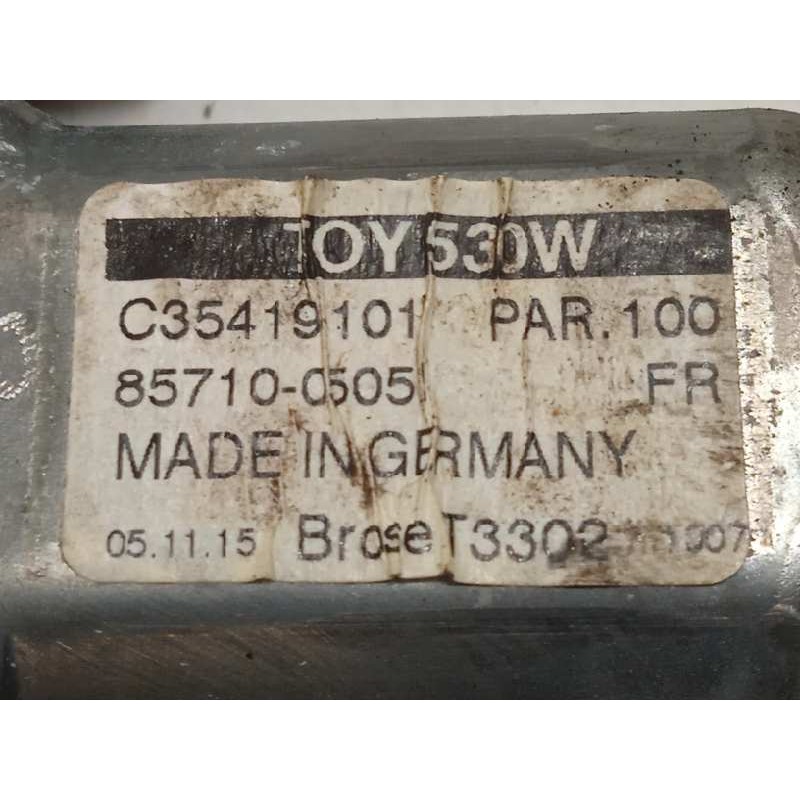 TOY 530W
C35419101 PAR.100
85710-0505 FR
MADE IN GERMANY
05.11.15 Brose T3302